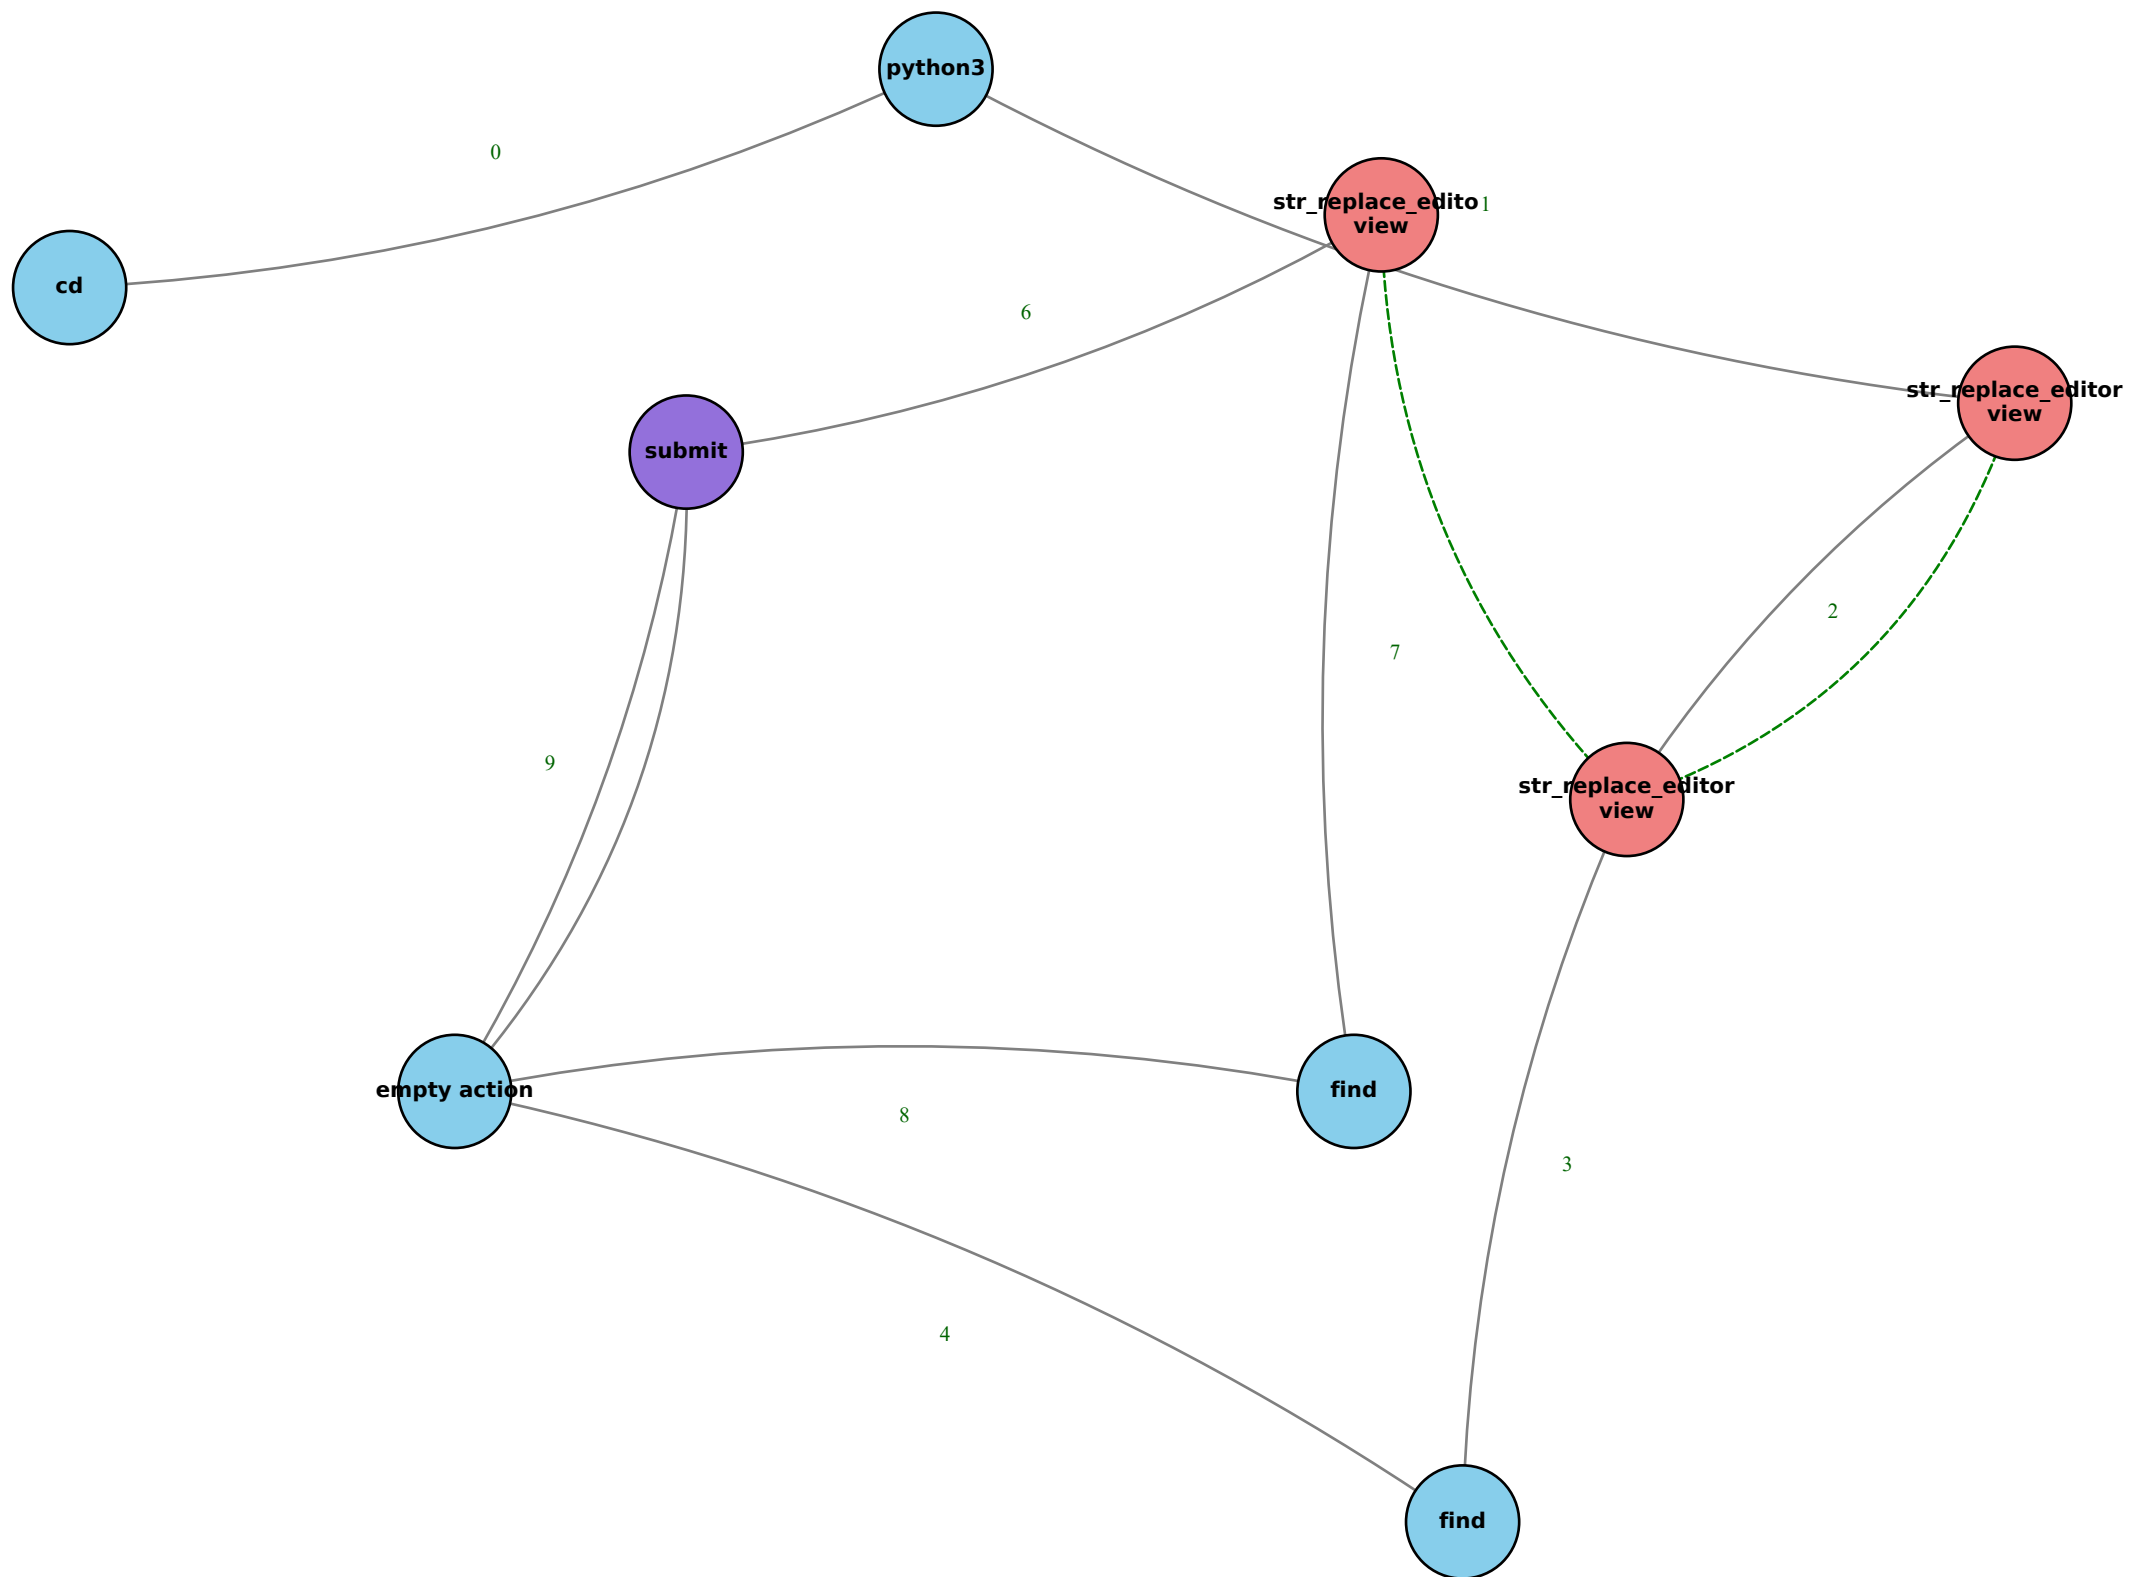 python3
0
cd
str_replace_edito
view
1
6
str_replace_editor
view
submit
2
7
9
str_replace_editor
view
empty action
8
find
3
4
find